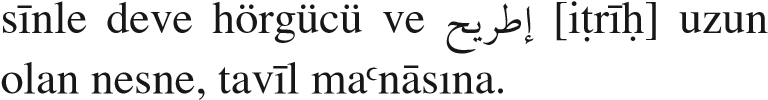 sīnle deve hörgücü ve إطريح [iṭrīḥ] uzun
olan nesne, tavīl maʿnāsına.